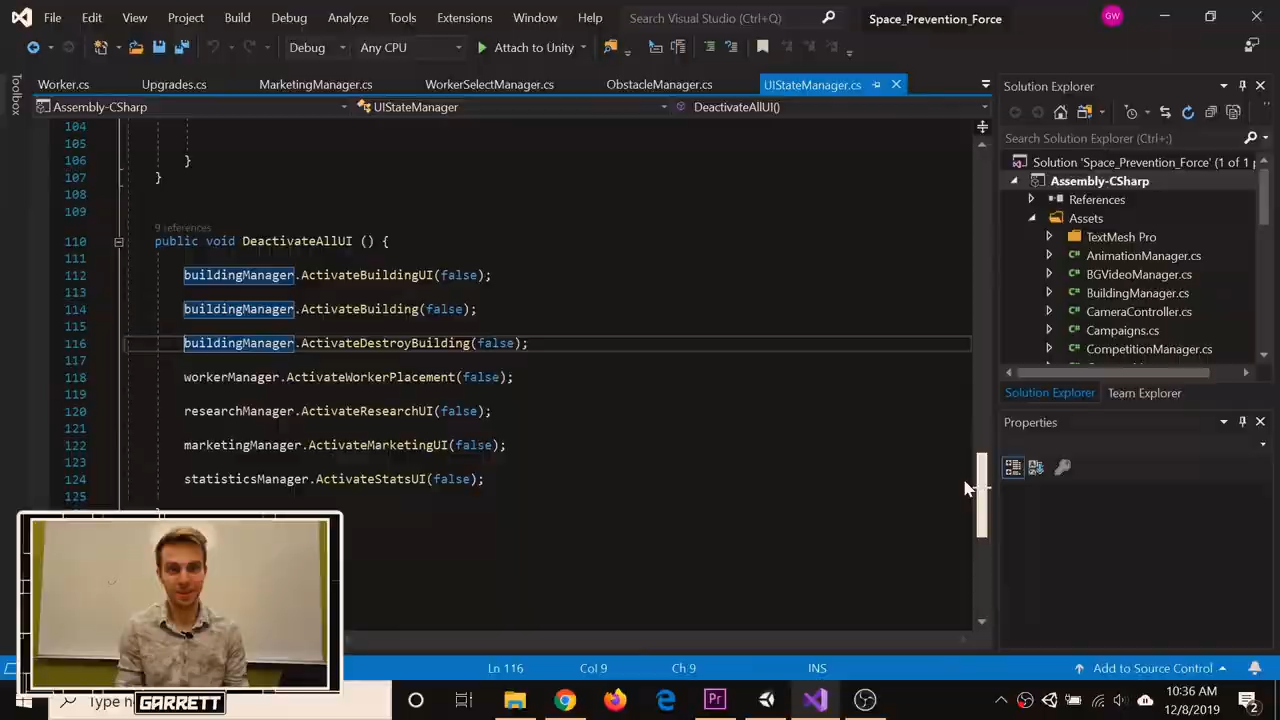 File Edit View Project Build Debug Analyze Tools Extensions Window Help Search Visual Studio (Ctrl+Q) Space_Prevention_Force GW
Debug Any CPU Attach to Unity
Toolbox
Worker.cs Upgrades.cs MarketingManager.cs WorkerSelectManager.cs ObstacleManager.cs UIStateManager.cs
Assembly-CSharp UIStateManager DeactivateAllUI()
104
105
106 }
107 }
108
109
9 references
110 public void DeactivateAllUI () {
111
112 buildingManager.ActivateBuildingUI(false);
113
114 buildingManager.ActivateBuilding(false);
115
116 buildingManager.ActivateDestroyBuilding(false);
117
118 workerManager.ActivateWorkerPlacement(false);
119
120 researchManager.ActivateResearchUI(false);
121
122 marketingManager.ActivateMarketingUI(false);
123
124 statisticsManager.ActivateStatsUI(false);
125
Solution Explorer
Search Solution Explorer (Ctrl+;)
Solution 'Space_Prevention_Force' (1 of 1
Assembly-CSharp
References
Assets
TextMesh Pro
AnimationManager.cs
BGVideoManager.cs
BuildingManager.cs
CameraController.cs
Campaigns.cs
CompetitionManager.cs
Solution Explorer Team Explorer
Properties
Ln 116 Col 9 Ch 9 INS Add to Source Control
GARRETT
Type
10:36 AM
12/8/2019